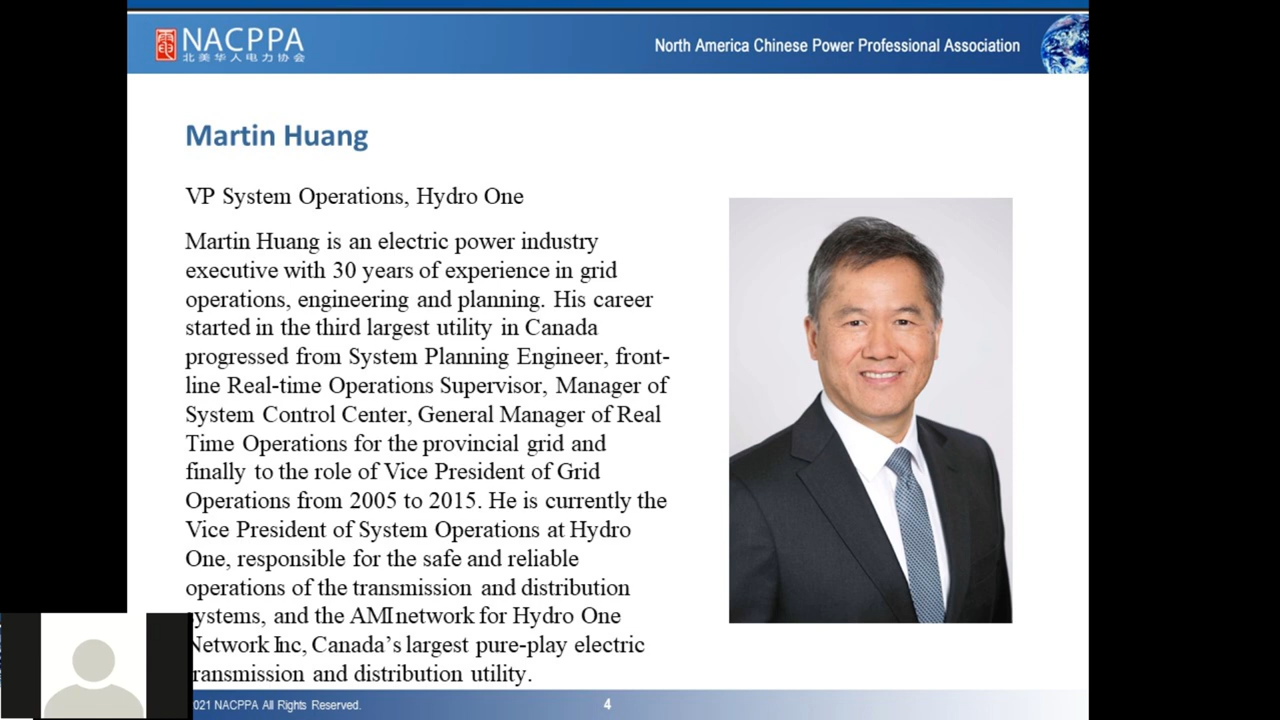 NACPPA
北美华人电力协会
North America Chinese Power Professional Association
Martin Huang
VP System Operations, Hydro One
Martin Huang is an electric power industry
executive with 30 years of experience in grid
operations, engineering and planning. His career
started in the third largest utility in Canada
progressed from System Planning Engineer, front-
line Real-time Operations Supervisor, Manager of
System Control Center, General Manager of Real
Time Operations for the provincial grid and
finally to the role of Vice President of Grid
Operations from 2005 to 2015. He is currently the
Vice President of System Operations at Hydro
One, responsible for the safe and reliable
operations of the transmission and distribution
systems, and the AMI network for Hydro One
Network Inc, Canada’s largest pure-play electric
transmission and distribution utility.
2021 NACPPA All Rights Reserved.
4